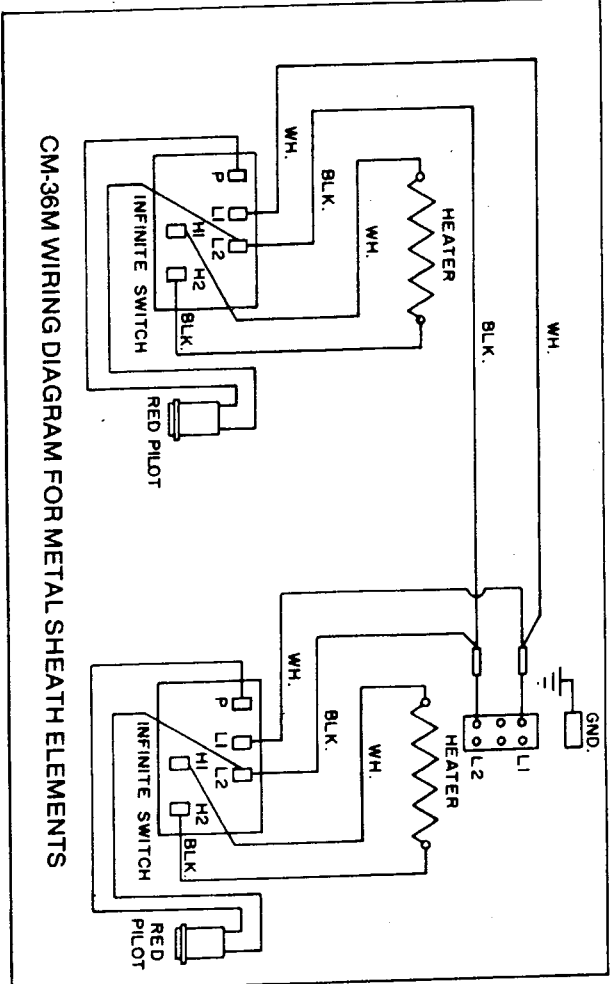 GND.
L1
L2
WH.
BLK.
HEATER
WH.
BLK.
WH.
P
L1
L2
H1
H2
BLK.
INFINITE SWITCH
RED PILOT
HEATER
WH.
BLK.
WH.
P
L1
L2
H1
H2
BLK.
INFINITE SWITCH
RED
PILOT
CM-36M WIRING DIAGRAM FOR METAL SHEATH ELEMENTS